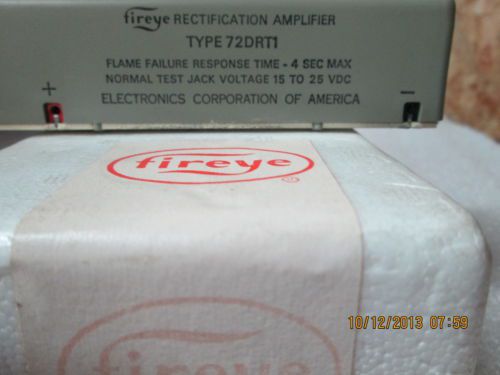 fireye RECTIFICATION AMPLIFIER
TYPE 72DRT1
FLAME FAILURE RESPONSE TIME - 4 SEC MAX
NORMAL TEST JACK VOLTAGE 15 TO 25 VDC
+ -
ELECTRONICS CORPORATION OF AMERICA
fireye ®
10/12/2013 07:59
fireye